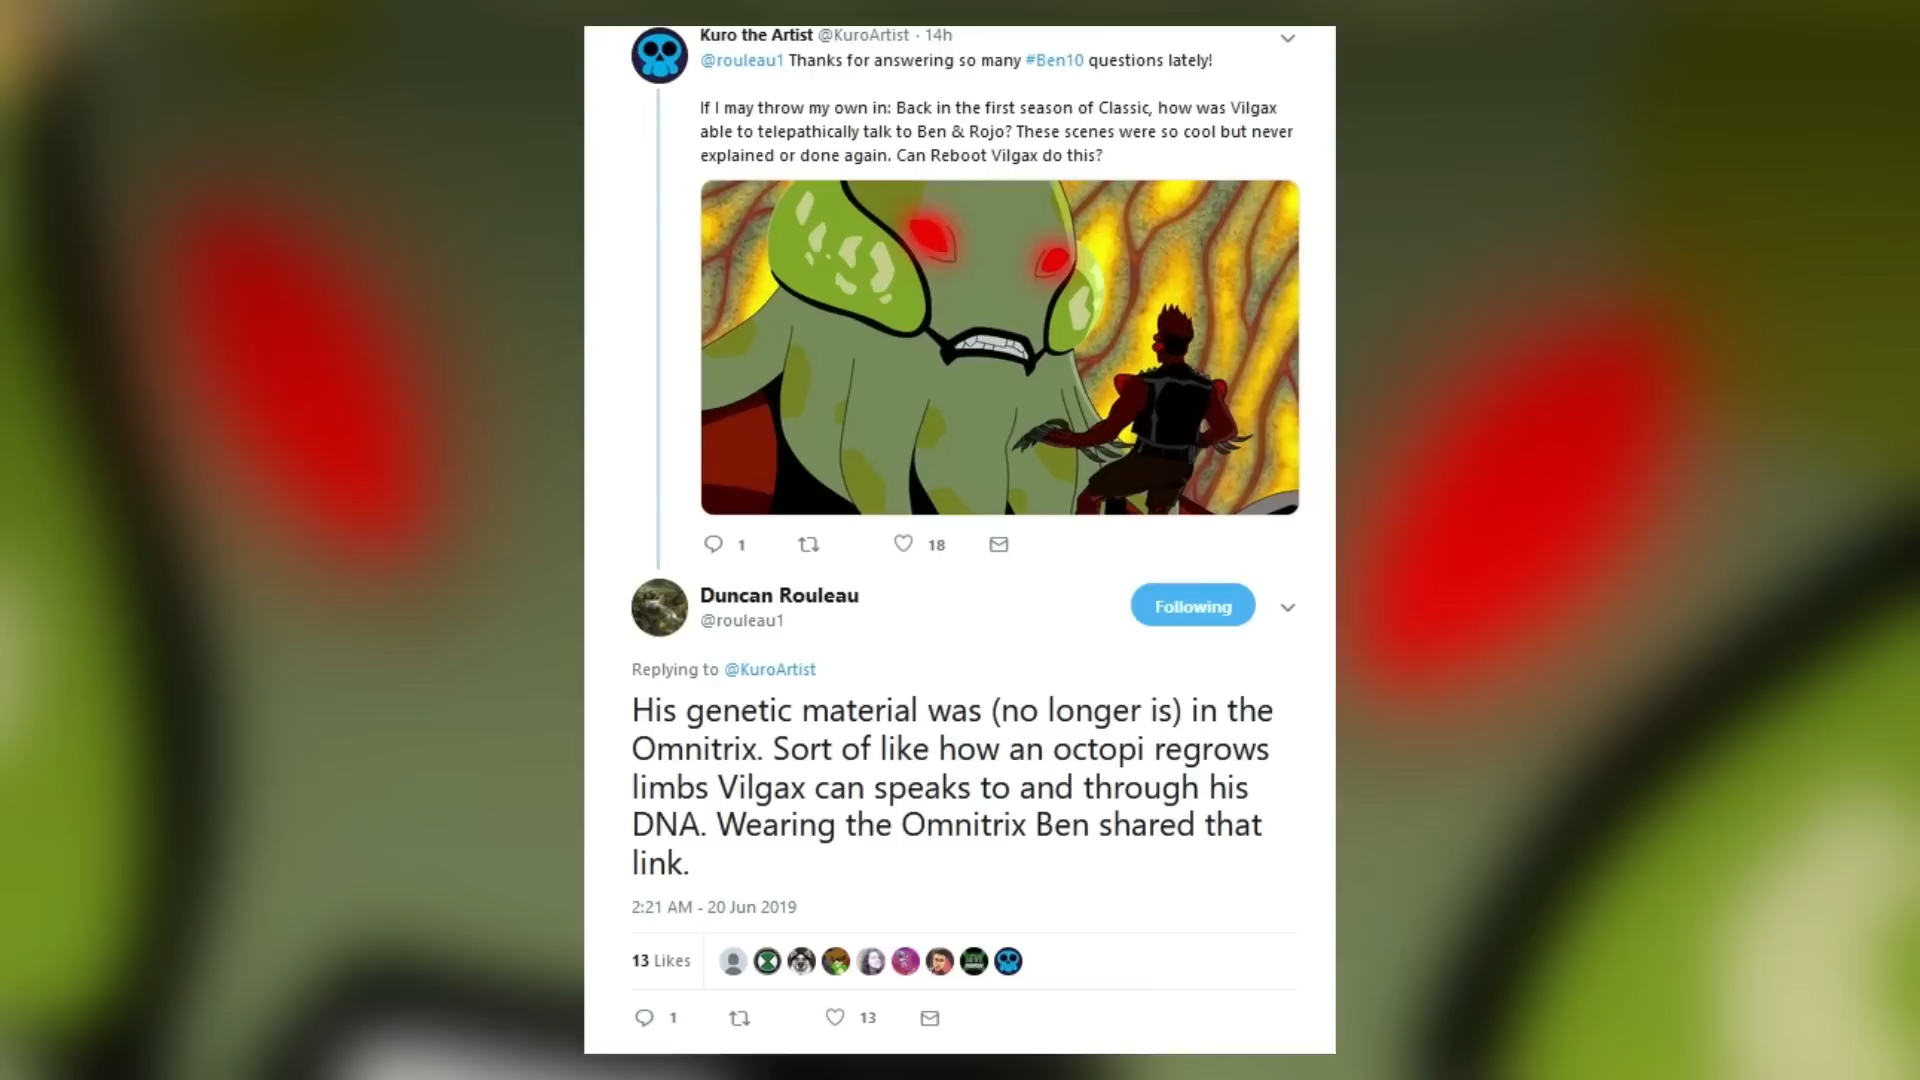 Kuro the Artist @KuroArtist · 14h
@rouleau1 Thanks for answering so many #Ben10 questions lately!
If I may throw my own in: Back in the first season of Classic, how was Vilgax
able to telepathically talk to Ben & Rojo? These scenes were so cool but never
explained or done again. Can Reboot Vilgax do this?
1 18
Duncan Rouleau
@rouleau1
Following
Replying to @KuroArtist
His genetic material was (no longer is) in the
Omnitrix. Sort of like how an octopi regrows
limbs Vilgax can speaks to and through his
DNA. Wearing the Omnitrix Ben shared that
link.
2:21 AM - 20 Jun 2019
13 Likes
1 13